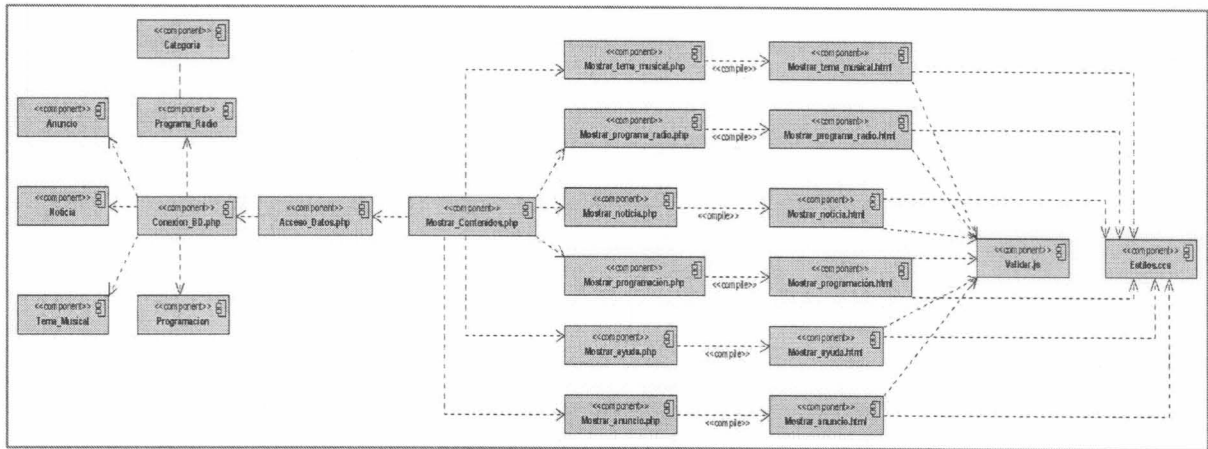 <<component>>
Categoria
<<component>>
Anuncio
<<component>>
Programa_Radio
<<component>>
Noticia
<<component>>
Conexion_BD.php
<<component>>
Acceso_Datos.php
<<component>>
Mostrar_Contenidos.php
<<component>>
Tema_Musical
<<component>>
Programacion
<<component>>
Mostrar_tema_musical.php
<<compile>>
<<component>>
Mostrar_tema_musical.html
<<component>>
Mostrar_programa_radio.php
<<compile>>
<<component>>
Mostrar_programa_radio.html
<<component>>
Mostrar_noticia.php
<<compile>>
<<component>>
Mostrar_noticia.html
<<component>>
Mostrar_programacion.php
<<compile>>
<<component>>
Mostrar_programacion.html
<<component>>
Mostrar_ayuda.php
<<compile>>
<<component>>
Mostrar_ayuda.html
<<component>>
Mostrar_anuncio.php
<<compile>>
<<component>>
Mostrar_anuncio.html
<<component>>
Validar.js
<<component>>
Estilos.ccs